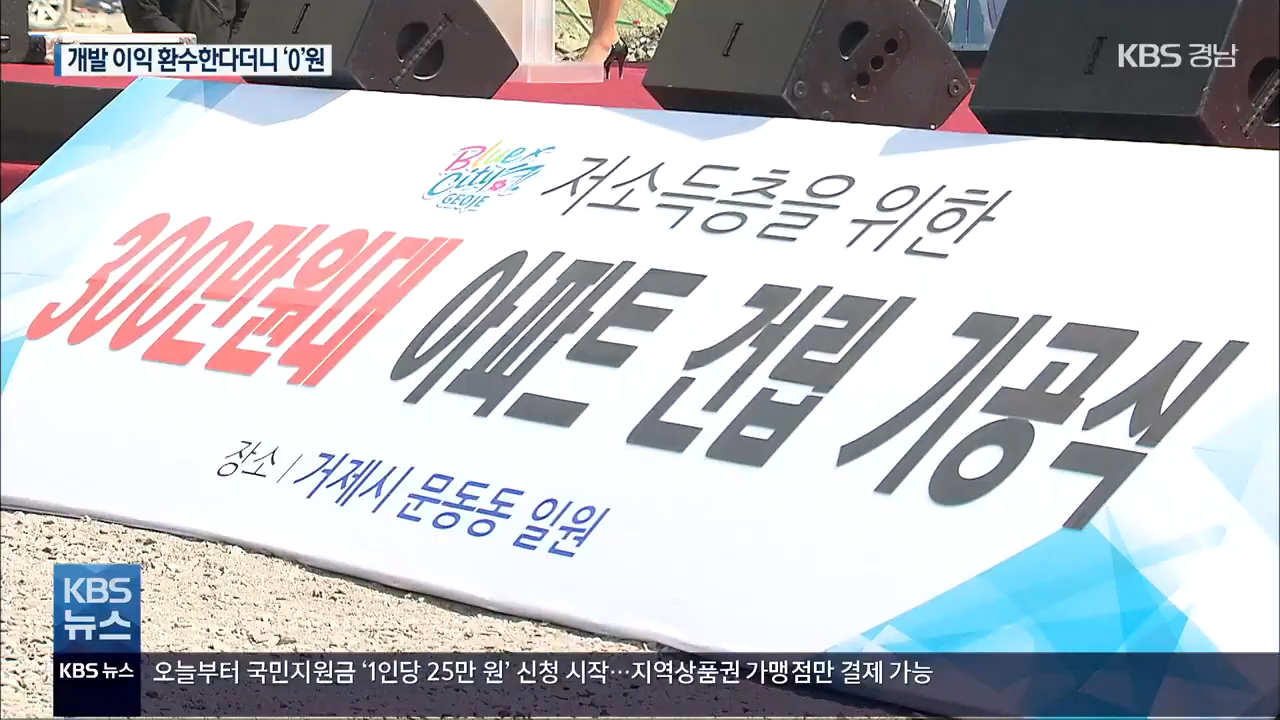 개발 이익 환수한다더니 ‘0’원
KBS 경남
Blue City
GEOJE
저소득층을 위한
300만원대 아파트 건립 기공식
장소 / 거제시 문동동 일원
KBS
뉴스
KBS 뉴스
오늘부터 국민지원금 ‘1인당 25만 원’ 신청 시작…지역상품권 가맹점만 결제 가능